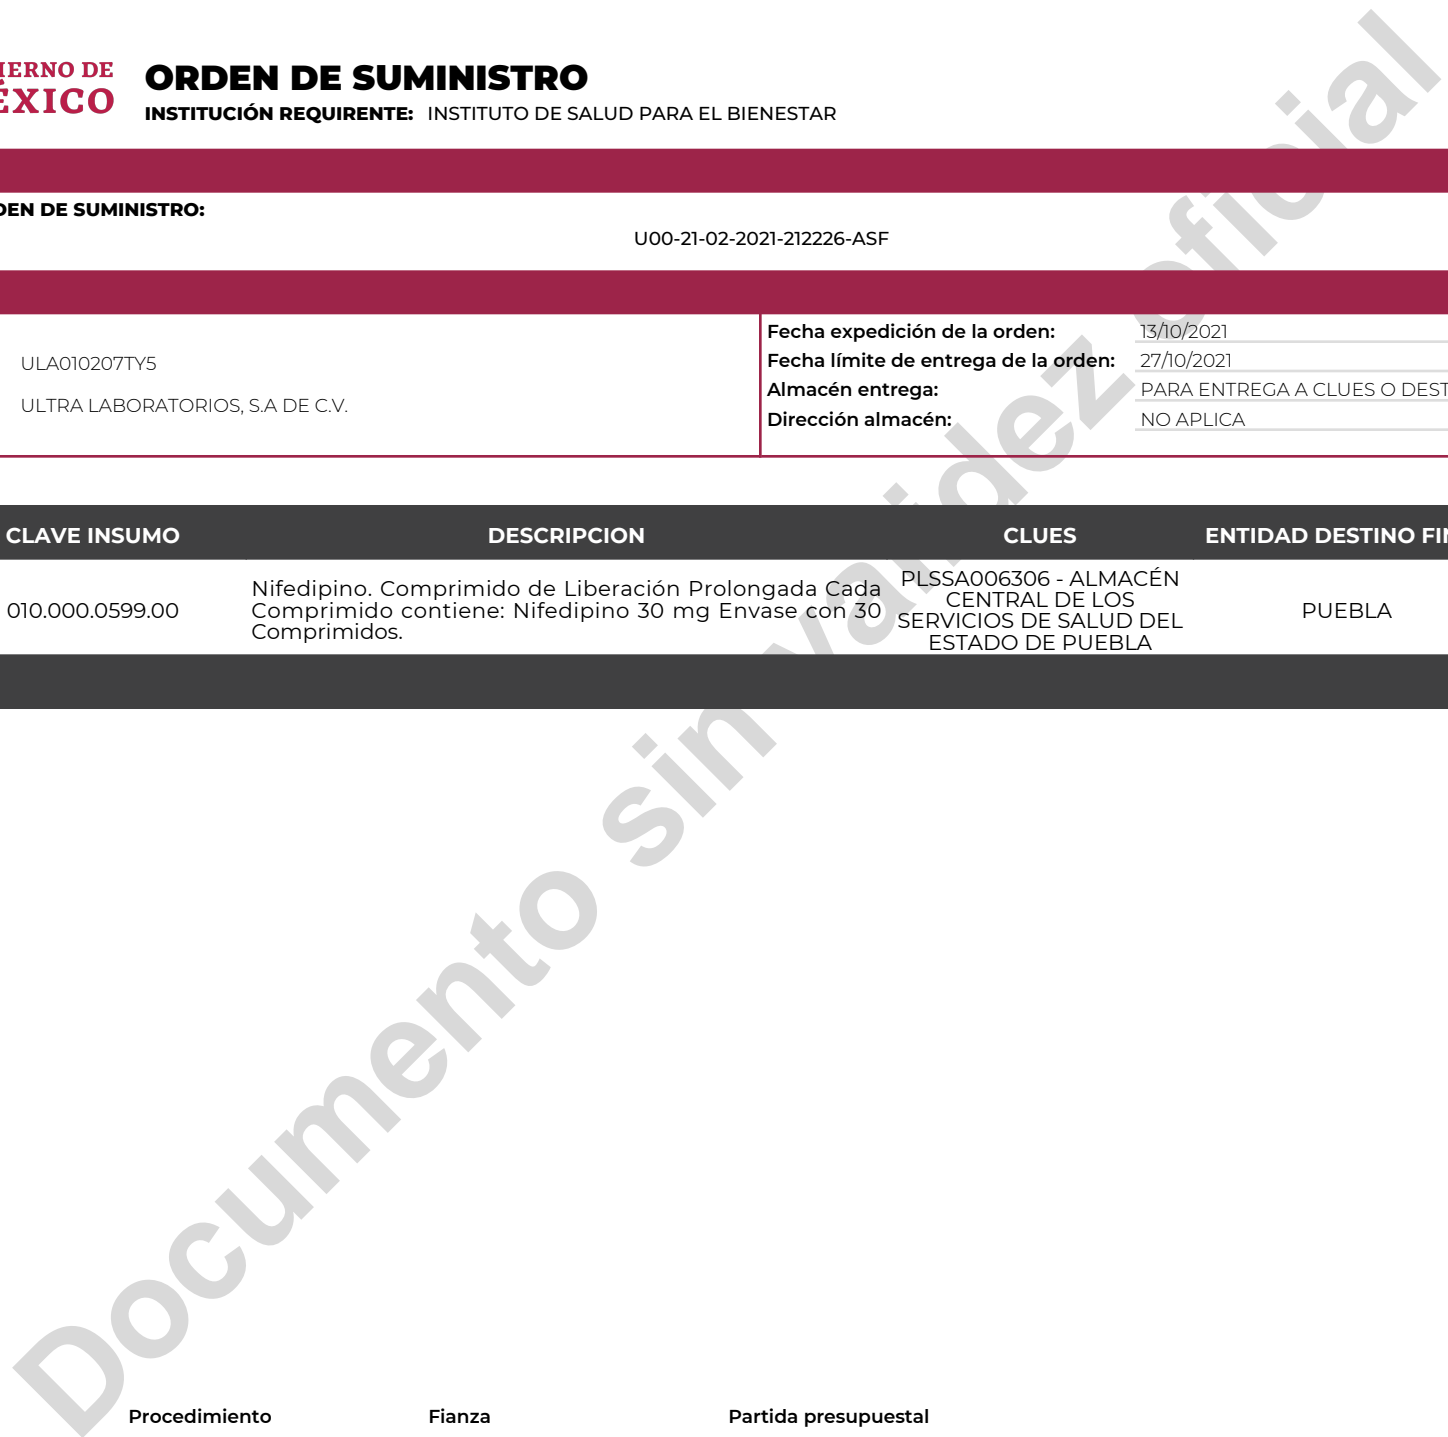 IERNO DE
ÉXICO
ORDEN DE SUMINISTRO
INSTITUCIÓN REQUIRENTE: INSTITUTO DE SALUD PARA EL BIENESTAR
DEN DE SUMINISTRO:
U00-21-02-2021-212226-ASF
ULA010207TY5
ULTRA LABORATORIOS, S.A DE C.V.
Fecha expedición de la orden: 13/10/2021
Fecha límite de entrega de la orden: 27/10/2021
Almacén entrega: PARA ENTREGA A CLUES O DEST
Dirección almacén: NO APLICA
CLAVE INSUMO DESCRIPCION CLUES ENTIDAD DESTINO FIN
010.000.0599.00
Nifedipino. Comprimido de Liberación Prolongada Cada
Comprimido contiene: Nifedipino 30 mg Envase con 30
Comprimidos.
PLSSA006306 - ALMACÉN
CENTRAL DE LOS
SERVICIOS DE SALUD DEL
ESTADO DE PUEBLA
PUEBLA
Documento sin validez oficial
Procedimiento Fianza Partida presupuestal